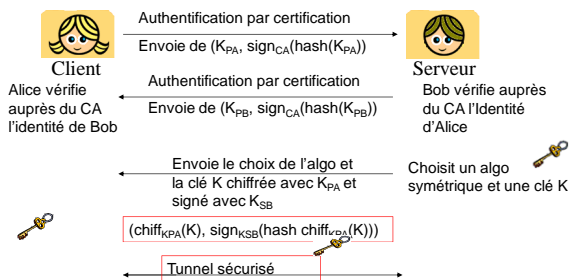 Authentification par certification
Envoie de (KPA, signCA(hash(KPA))
Client
Serveur
Authentification par certification
Envoie de (KPB, signCA(hash(KPB))
Alice vérifie
auprès du CA
l'identité de Bob
Bob vérifie auprès
du CA l'Identité
d'Alice
Envoie le choix de l'algo et
la clé K chiffrée avec KPA et
signé avec KSB
Choisit un algo
symétrique et une clé K
(chiffKPA(K), signKSB(hash chiffKPA(K)))
Tunnel sécurisé